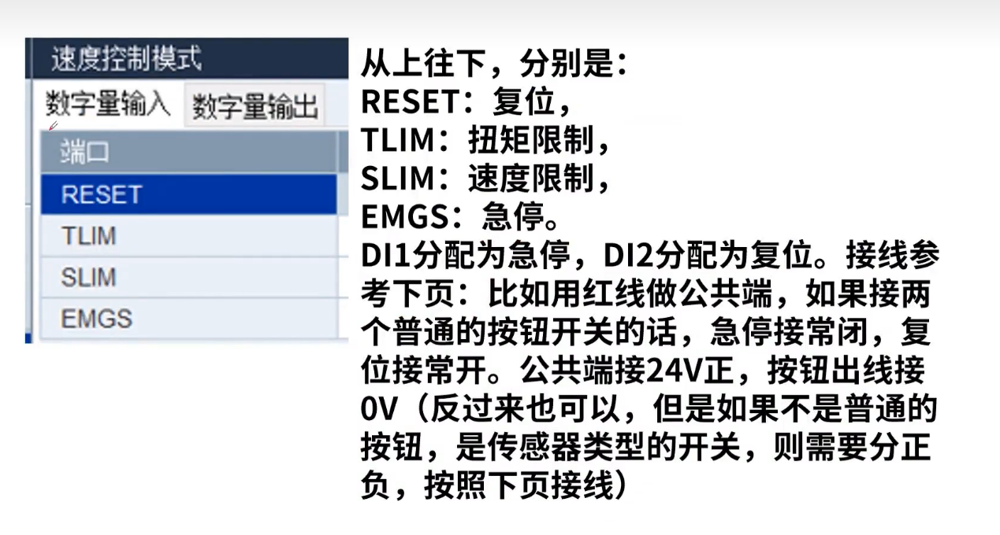 速度控制模式
数字量输入 数字量输出
端口
RESET
TLIM
SLIM
EMGS
从上往下，分别是：
RESET：复位，
TLIM：扭矩限制，
SLIM：速度限制，
EMGS：急停。
DI1分配为急停，DI2分配为复位。接线参
考下页：比如用红线做公共端，如果接两
个普通的按钮开关的话，急停接常闭，复
位接常开。公共端接24V正，按钮出线接
0V（反过来也可以，但是如果不是普通的
按钮，是传感器类型的开关，则需要分正
负，按照下页接线）